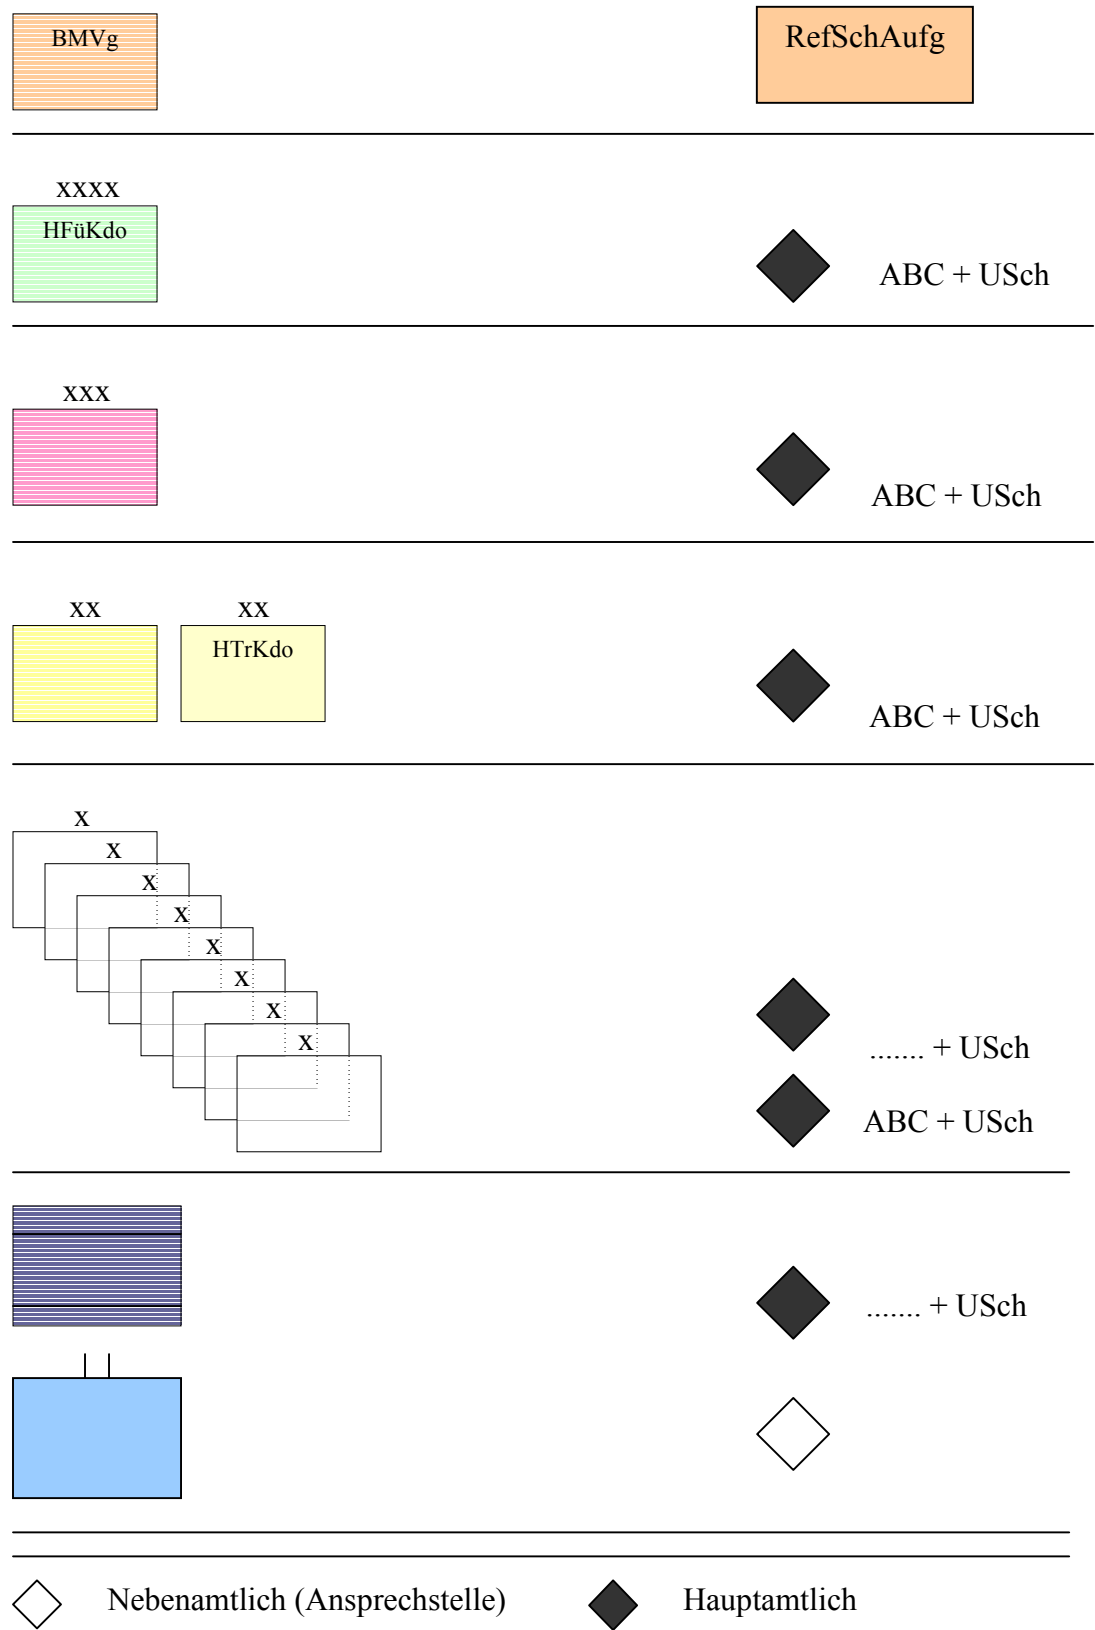 BMVg
RefSchAufg
xxxx
HFüKdo
ABC + USch
xxx
ABC + USch
xx
xx
HTrKdo
ABC + USch
x
x
x
x
x
x
x
x
....... + USch
ABC + USch
....... + USch
Nebenamtlich (Ansprechstelle)
Hauptamtlich